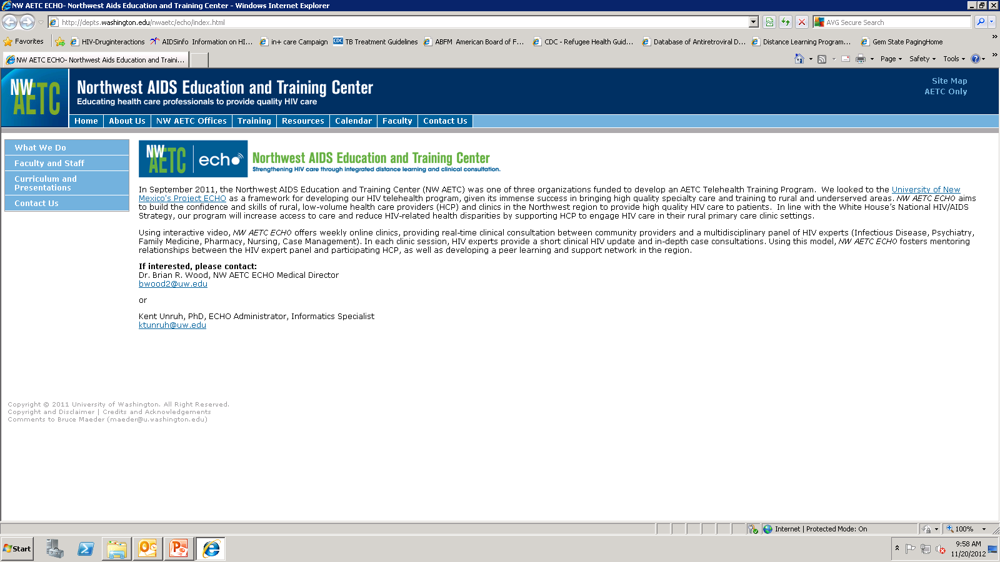 NW AETC ECHO- Northwest Aids Education and Training Center - Windows Internet Explorer
http://depts.washington.edu/nwaetc/echo/index.html
AVG Secure Search
Favorites
HIV-Druginteractions
AIDSinfo Information on HI...
in+ care Campaign
CDC TB Treatment Guidelines
ABFM American Board of F...
CDC - Refugee Health Guid...
Database of Antiretroviral D...
Distance Learning Program...
Gem State PagingHome
NW AETC ECHO- Northwest Aids Education and Traini...
Page
Safety
Tools
NW AETC
Northwest AIDS Education and Training Center
Educating health care professionals to provide quality HIV care
Site Map
AETC Only
Home
About Us
NW AETC Offices
Training
Resources
Calendar
Faculty
Contact Us
What We Do
Faculty and Staff
Curriculum and
Presentations
Contact Us
NW AETC echo
Northwest AIDS Education and Training Center
Strengthening HIV care through integrated distance learning and clinical consultation.
In September 2011, the Northwest AIDS Education and Training Center (NW AETC) was one of three organizations funded to develop an AETC Telehealth Training Program. We looked to the University of New
Mexico's Project ECHO as a framework for developing our HIV telehealth program, given its immense success in bringing high quality specialty care and training to rural and underserved areas. NW AETC ECHO aims
to build the confidence and skills of rural, low-volume health care providers (HCP) and clinics in the Northwest region to provide high quality HIV care to patients. In line with the White House's National HIV/AIDS
Strategy, our program will increase access to care and reduce HIV-related health disparities by supporting HCP to engage HIV care in their rural primary care clinic settings.
Using interactive video, NW AETC ECHO offers weekly online clinics, providing real-time clinical consultation between community providers and a multidisciplinary panel of HIV experts (Infectious Disease, Psychiatry,
Family Medicine, Pharmacy, Nursing, Case Management). In each clinic session, HIV experts provide a short clinical HIV update and in-depth case consultations. Using this model, NW AETC ECHO fosters mentoring
relationships between the HIV expert panel and participating HCP, as well as developing a peer learning and support network in the region.
If interested, please contact:
Dr. Brian R. Wood, NW AETC ECHO Medical Director
bwood2@uw.edu
or
Kent Unruh, PhD, ECHO Administrator, Informatics Specialist
ktunruh@uw.edu
Copyright © 2011 University of Washington. All Right Reserved.
Copyright and Disclaimer | Credits and Acknowledgements
Comments to Bruce Maeder (maeder@u.washington.edu)
Internet | Protected Mode: On
100%
Start
9:58 AM
11/20/2012